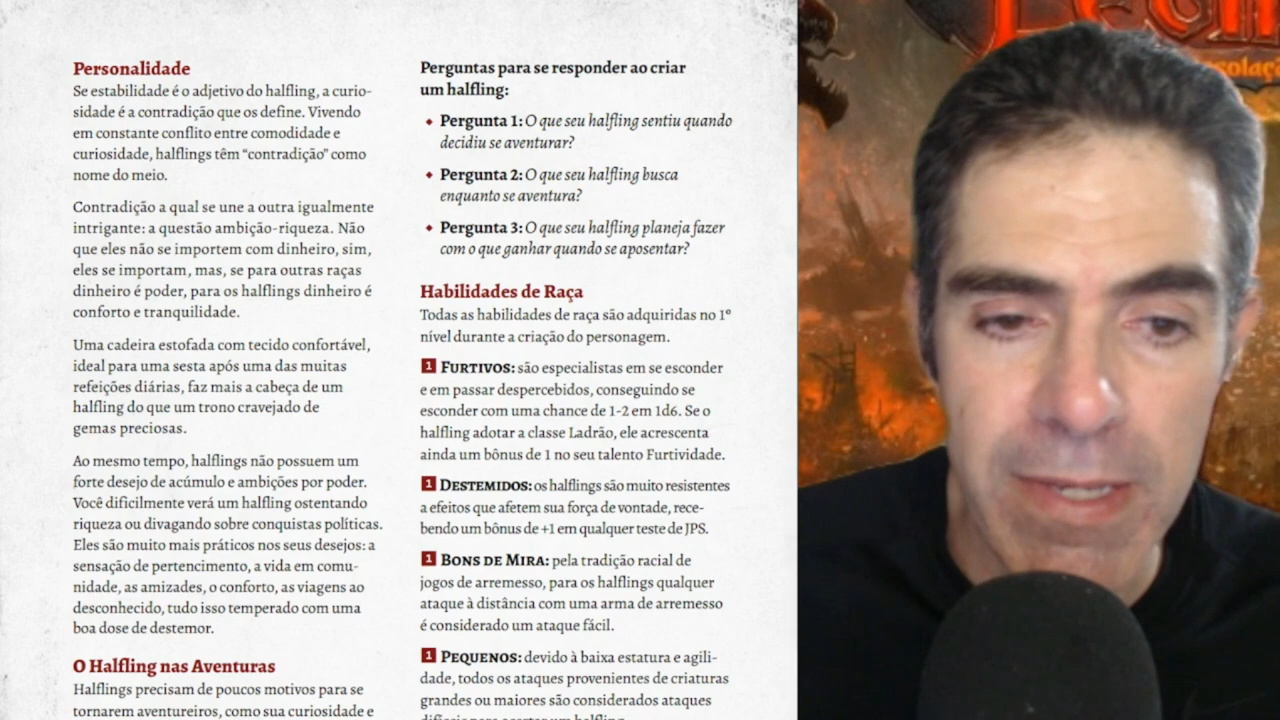 Personalidade
Se estabilidade é o adjetivo do halfling, a curio-
sidade é a contradição que os define. Vivendo
em constante conflito entre comodidade e
curiosidade, halflings têm “contradição” como
nome do meio.
Contradição a qual se une a outra igualmente
intrigante: a questão ambição-riqueza. Não
que eles não se importem com dinheiro, sim,
eles se importam, mas, se para outras raças
dinheiro é poder, para os halflings dinheiro é
conforto e tranquilidade.
Uma cadeira estofada com tecido confortável,
ideal para uma sesta após uma das muitas
refeições diárias, faz mais a cabeça de um
halfling do que um trono cravejado de
gemas preciosas.
Ao mesmo tempo, halflings não possuem um
forte desejo de acúmulo e ambições por poder.
Você dificilmente verá um halfling ostentando
riqueza ou divagando sobre conquistas políticas.
Eles são muito mais práticos nos seus desejos: a
sensação de pertencimento, a vida em comu-
nidade, as amizades, o conforto, as viagens ao
desconhecido, tudo isso temperado com uma
boa dose de destemor.
O Halfling nas Aventuras
Halflings precisam de poucos motivos para se
tornarem aventureiros, como sua curiosidade e
Perguntas para se responder ao criar
um halfling:
Pergunta 1: O que seu halfling sentiu quando
decidiu se aventurar?
Pergunta 2: O que seu halfling busca
enquanto se aventura?
Pergunta 3: O que seu halfling planeja fazer
com o que ganhar quando se aposentar?
Habilidades de Raça
Todas as habilidades de raça são adquiridas no 1º
nível durante a criação do personagem.
1 Furtivos: são especialistas em se esconder
e em passar despercebidos, conseguindo se
esconder com uma chance de 1-2 em 1d6. Se o
halfling adotar a classe Ladrão, ele acrescenta
ainda um bônus de 1 no seu talento Furtividade.
1 Destemidos: os halflings são muito resistentes
a efeitos que afetem sua força de vontade, rece-
bendo um bônus de +1 em qualquer teste de JPS.
1 Bons de Mira: pela tradição racial de
jogos de arremesso, para os halflings qualquer
ataque à distância com uma arma de arremesso
é considerado um ataque fácil.
1 Pequenos: devido à baixa estatura e agili-
dade, todos os ataques provenientes de criaturas
grandes ou maiores são considerados ataques
difíceis para acertar um halfling.